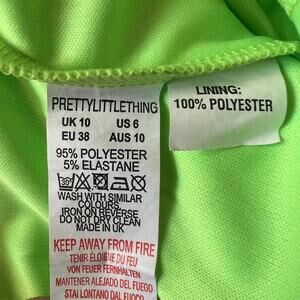 PRETTYLITTLETHING
UK 10 US 6
EU 38 AUS 10
95% POLYESTER
5% ELASTANE
30°
WASH WITH SIMILAR
COLOURS.
IRON ON REVERSE
DO NOT DRY CLEAN
MADE IN UK
KEEP AWAY FROM FIRE
TENIR ÉLOIGNÉ DU FEU
VON FEUER FERNHALTEN
MANTENER ALEJADO DEL FUEGO
STAI LONTANO DAL FUOCO
LINING:
100% POLYESTER